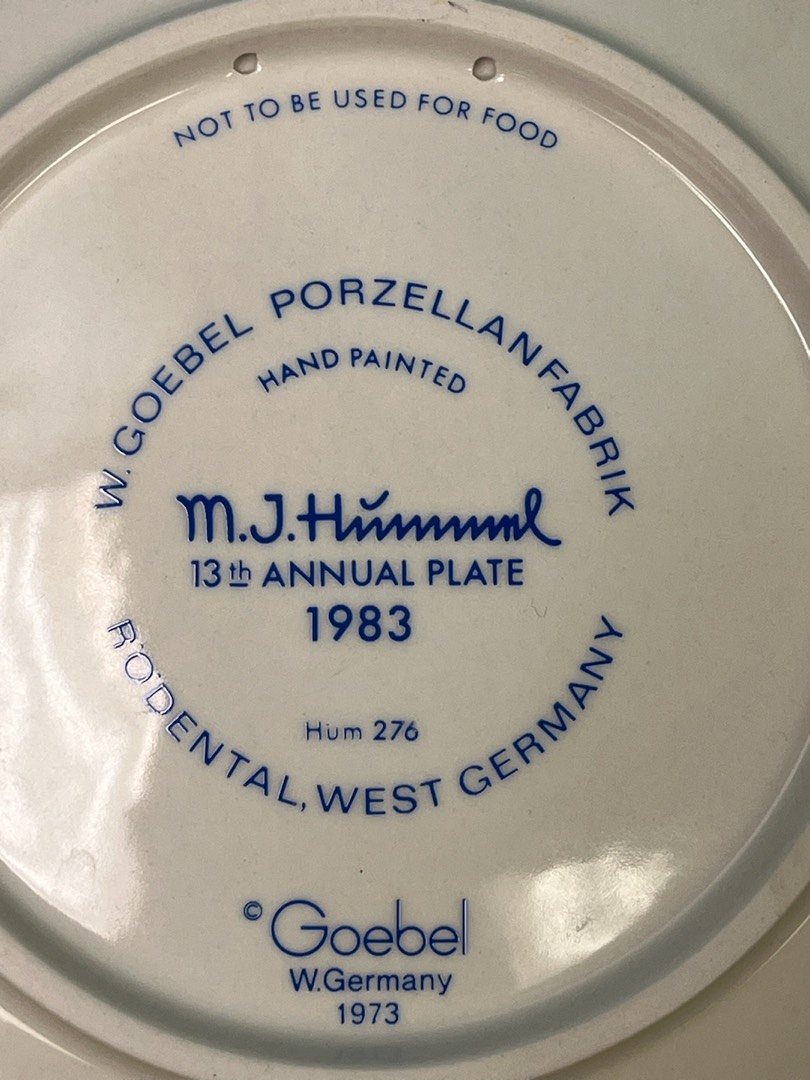 NOT TO BE USED FOR FOOD
W. GOEBEL PORZELLANFABRIK
HAND PAINTED
M.J.Hummel
13th ANNUAL PLATE
1983
Hum 276
RÖDENTAL, WEST GERMANY
© Goebel
W.Germany
1973